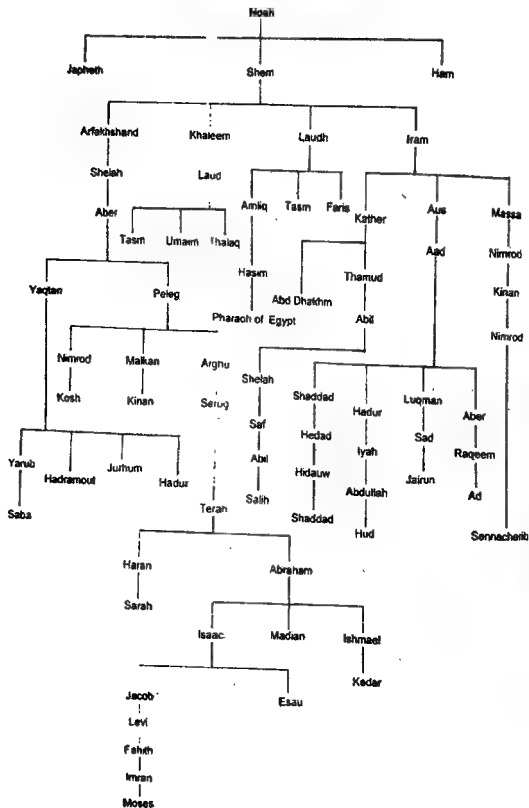 Noah
Japheth Shem Ham
Arfakhshand Khaleem Laudh Iram
Shelah Laud Amliq Tasm Faris Kather Aus Massa
Aber Tasm Umaim Thalaq Aad Nimrod
Hasim Abd Dhakhm Thamud Kinan
Yaqtan Peleg Pharaoh of Egypt Abil Nimrod
Nimrod Malkan Arghu Shelah
Kosh Kinan Sarug Saf Shaddad Hadur Luqman Aber
Abil Hedad Iyah Sad Raqeem
Yarub Hadramout Jurhum Hadur Salih Hidauw Abdullah Jairun Ad
Saba Terah Shaddad Hud Sennacherib
Haran Abraham
Sarah
Isaac Madian Ishmael
Kedar
Jacob Esau
Levi
Fahith
Imran
Moses